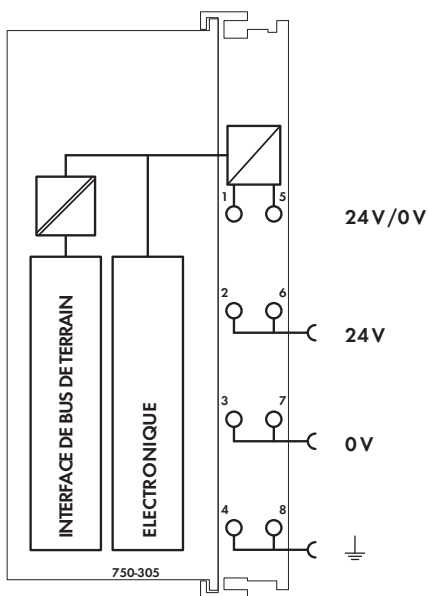 1 5
24V/0V
2 6
24V
3 7
0V
4 8
INTERFACE DE BUS DE TERRAIN
ELECTRONIQUE
750-305